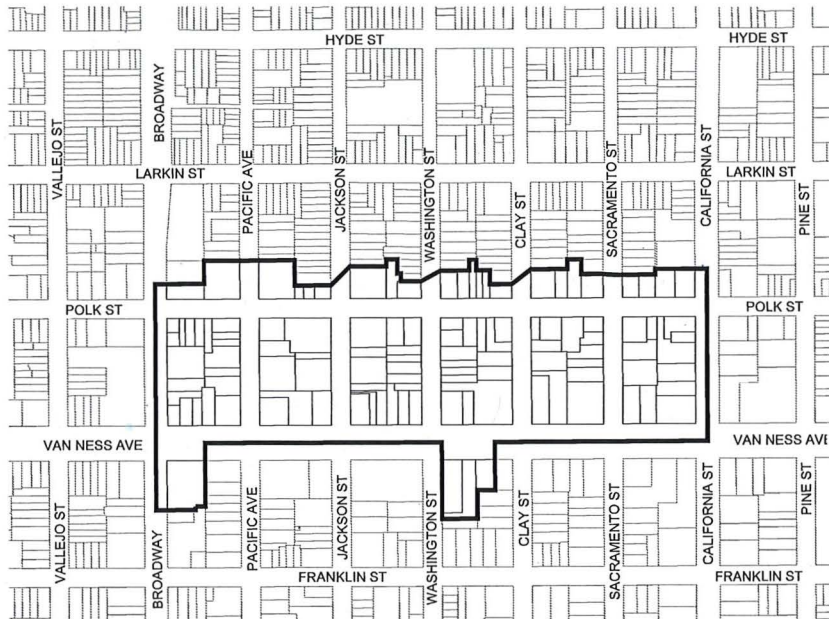 HYDE ST
HYDE ST
VALLEJO ST
BROADWAY
PACIFIC AVE
JACKSON ST
WASHINGTON ST
CLAY ST
SACRAMENTO ST
CALIFORNIA ST
PINE ST
LARKIN ST
LARKIN ST
POLK ST
POLK ST
VAN NESS AVE
VAN NESS AVE
VALLEJO ST
BROADWAY
PACIFIC AVE
JACKSON ST
WASHINGTON ST
CLAY ST
SACRAMENTO ST
CALIFORNIA ST
PINE ST
FRANKLIN ST
FRANKLIN ST